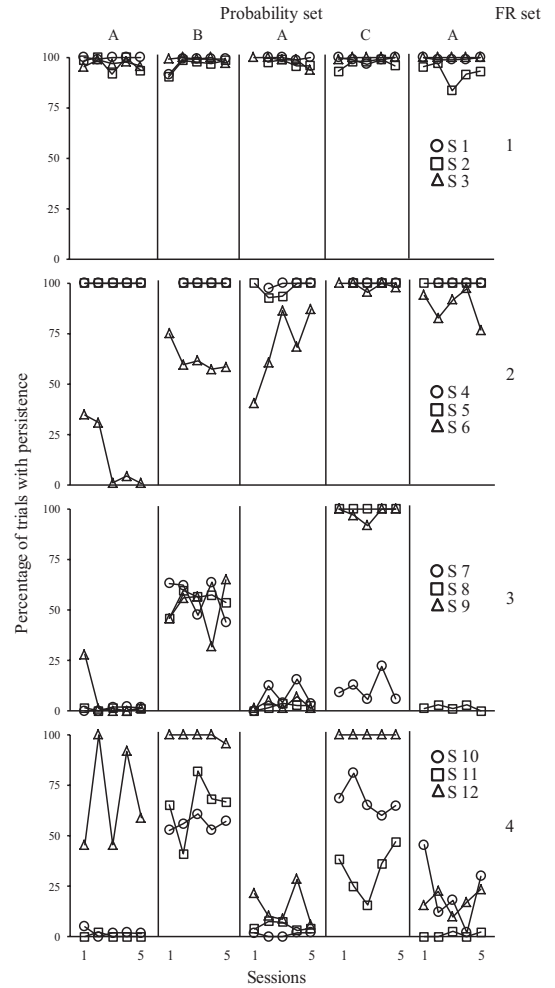 Probability set FR set
A B A C A
Percentage of trials with persistence
100
75
50
25
0
S 1
S 2
S 3
1
100
75
50
25
0
S 4
S 5
S 6
2
100
75
50
25
0
S 7
S 8
S 9
3
100
75
50
25
0
S 10
S 11
S 12
4
1 5 1 5 1 5 1 5 1 5
Sessions